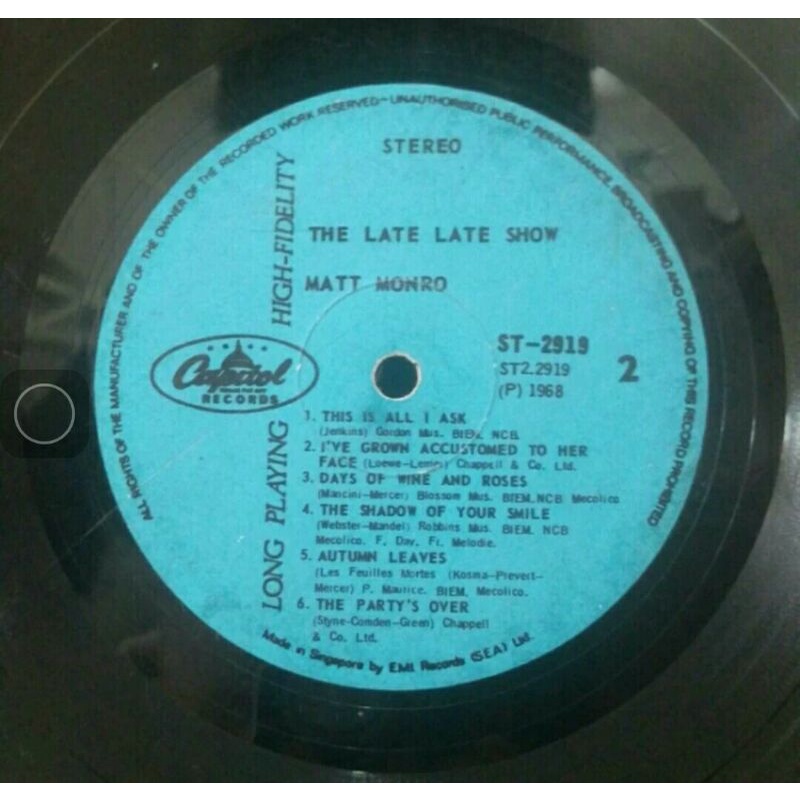 ALL RIGHTS OF THE MANUFACTURER AND OF THE OWNER OF THE RECORDED WORK RESERVED—UNAUTHORISED PUBLIC PERFORMANCE, BROADCASTING AND COPYING OF THIS RECORD PROHIBITED
STEREO
LONG PLAYING HIGH-FIDELITY
THE LATE LATE SHOW
MATT MONRO
Capitol
RECORDS
ST-2919
ST2.2919
(P) 1968
2
1. THIS IS ALL I ASK
(Jenkins) Gordon Mus. BIEM. NCB.
2. I'VE GROWN ACCUSTOMED TO HER
FACE (Loewe-Lerner) Chappell & Co. Ltd.
3. DAYS OF WINE AND ROSES
(Mancini-Mercer) Blossom Mus. BIEM.NCB Mecolico
4. THE SHADOW OF YOUR SMILE
(Webster-Mandel) Robbins Mus. BIEM. NCB
Mecolico. F. Day. Fr. Melodie.
5. AUTUMN LEAVES
(Les Feuilles Mortes (Kosma-Prevert-
Mercer) P. Maurice. BIEM. Mecolico.
6. THE PARTY'S OVER
(Styne-Comden-Green) Chappell
& Co. Ltd.
Made in Singapore by EMI Records (S.E.A.) Ltd.